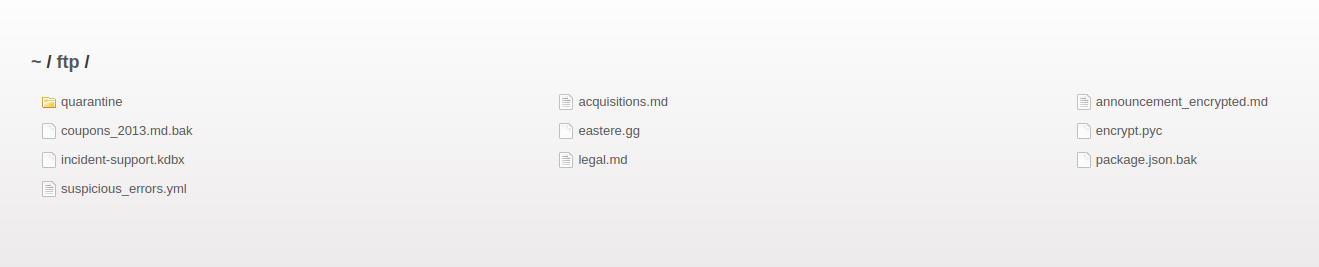 ~ / ftp /
quarantine acquisitions.md announcement_encrypted.md
coupons_2013.md.bak eastere.gg encrypt.pyc
incident-support.kdbx legal.md package.json.bak
suspicious_errors.yml